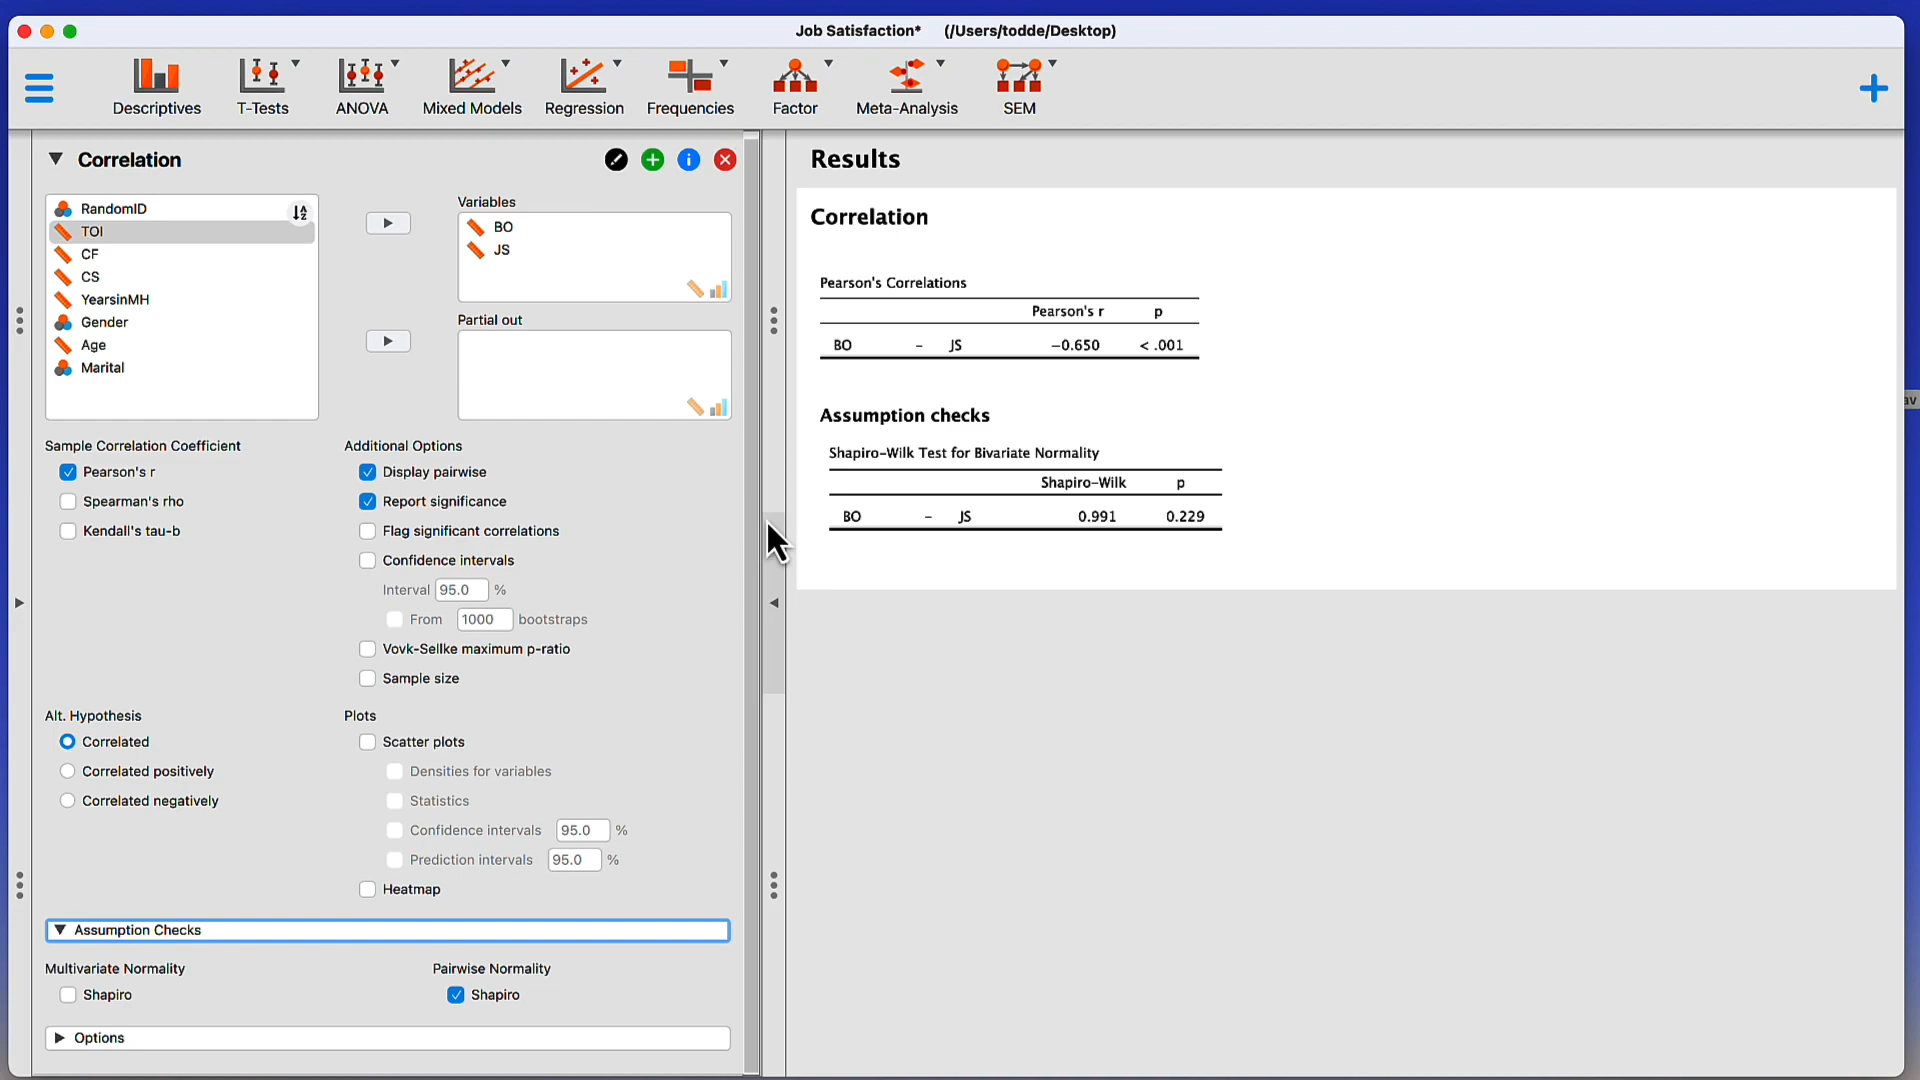 Job Satisfaction* (/Users/todde/Desktop)
Descriptives T-Tests ANOVA Mixed Models Regression Frequencies Factor Meta-Analysis SEM
Correlation
RandomID
TOI
CF
CS
YearsinMH
Gender
Age
Marital
Variables
BO
JS
Partial out
Sample Correlation Coefficient
Pearson's r
Spearman's rho
Kendall's tau-b
Additional Options
Display pairwise
Report significance
Flag significant correlations
Confidence intervals
Interval 95.0 %
From 1000 bootstraps
Vovk-Sellke maximum p-ratio
Sample size
Alt. Hypothesis
Correlated
Correlated positively
Correlated negatively
Plots
Scatter plots
Densities for variables
Statistics
Confidence intervals 95.0 %
Prediction intervals 95.0 %
Heatmap
Assumption Checks
Multivariate Normality
Shapiro
Pairwise Normality
Shapiro
Options
Results
Correlation
Pearson's Correlations
Pearson's r p
BO - JS −0.650 < .001
Assumption checks
Shapiro-Wilk Test for Bivariate Normality
Shapiro-Wilk p
BO - JS 0.991 0.229
av